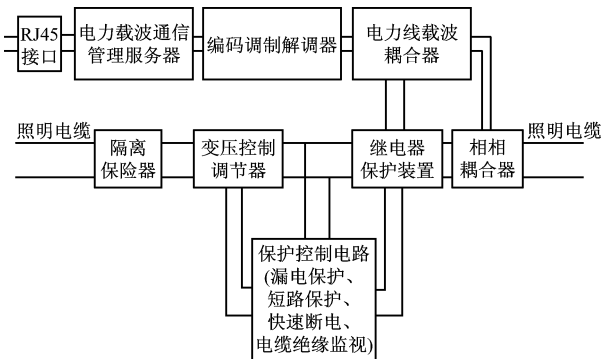 RJ45
接口
电力载波通信
管理服务器
编码调制解调器
电力线载波
耦合器
照明电缆
隔离
保险器
变压控制
调节器
继电器
保护装置
相相
耦合器
照明电缆
保护控制电路
(漏电保护、
短路保护、
快速断电、
电缆绝缘监视)